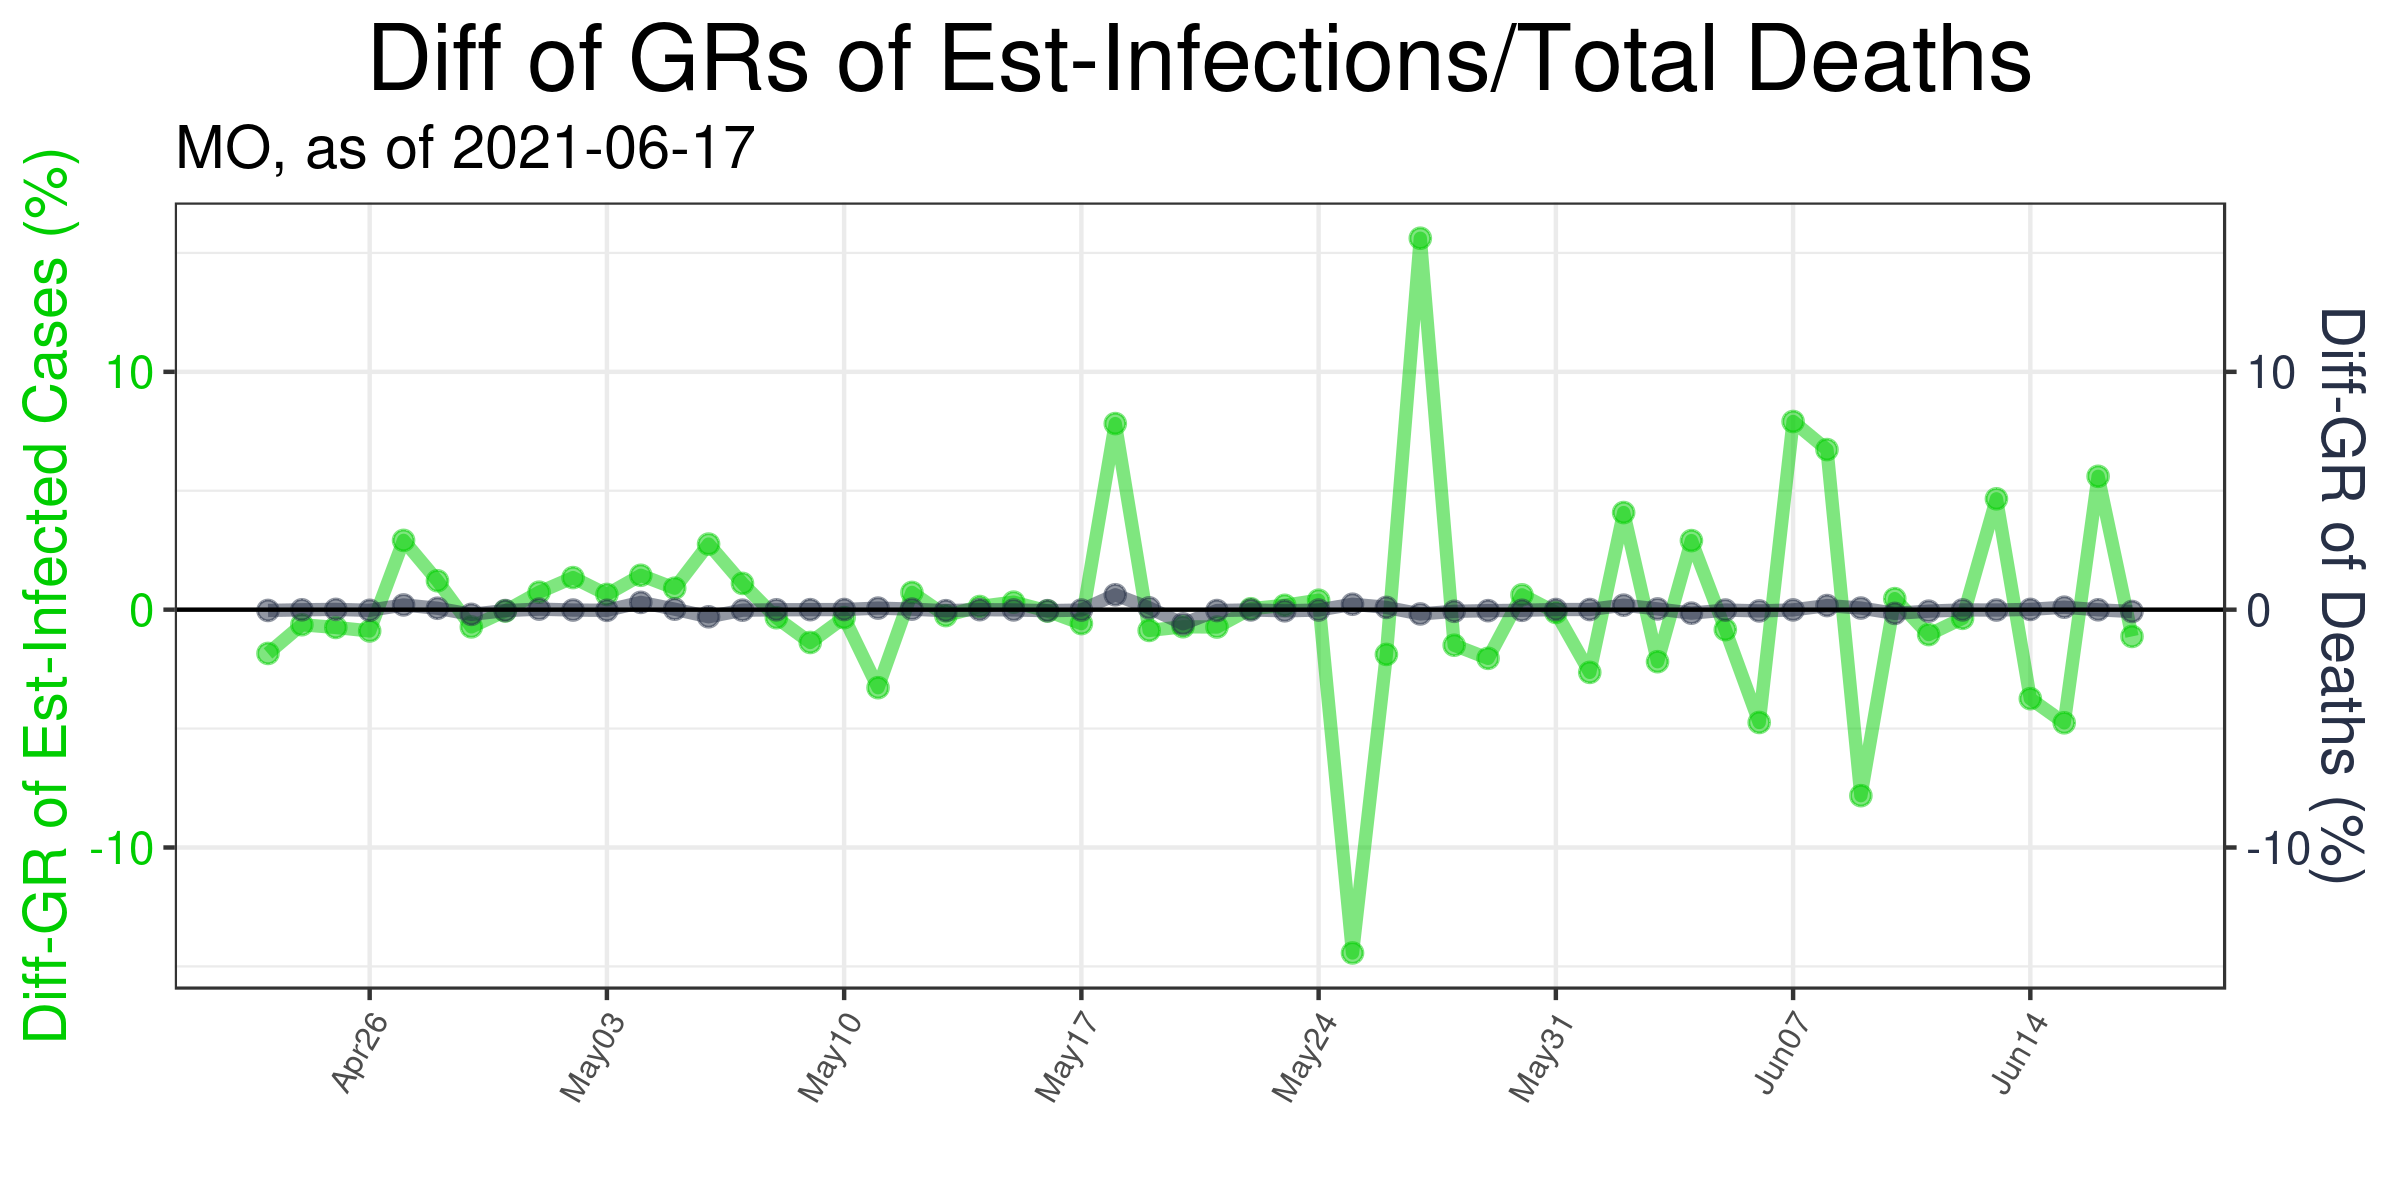 Diff of GRs of Est-Infections/Total Deaths
MO, as of 2021-06-17
Diff-GR of Est-Infected Cases (%)
10
0
-10
10
0
-10
Diff-GR of Deaths (%)
Apr26
May03
May10
May17
May24
May31
Jun07
Jun14